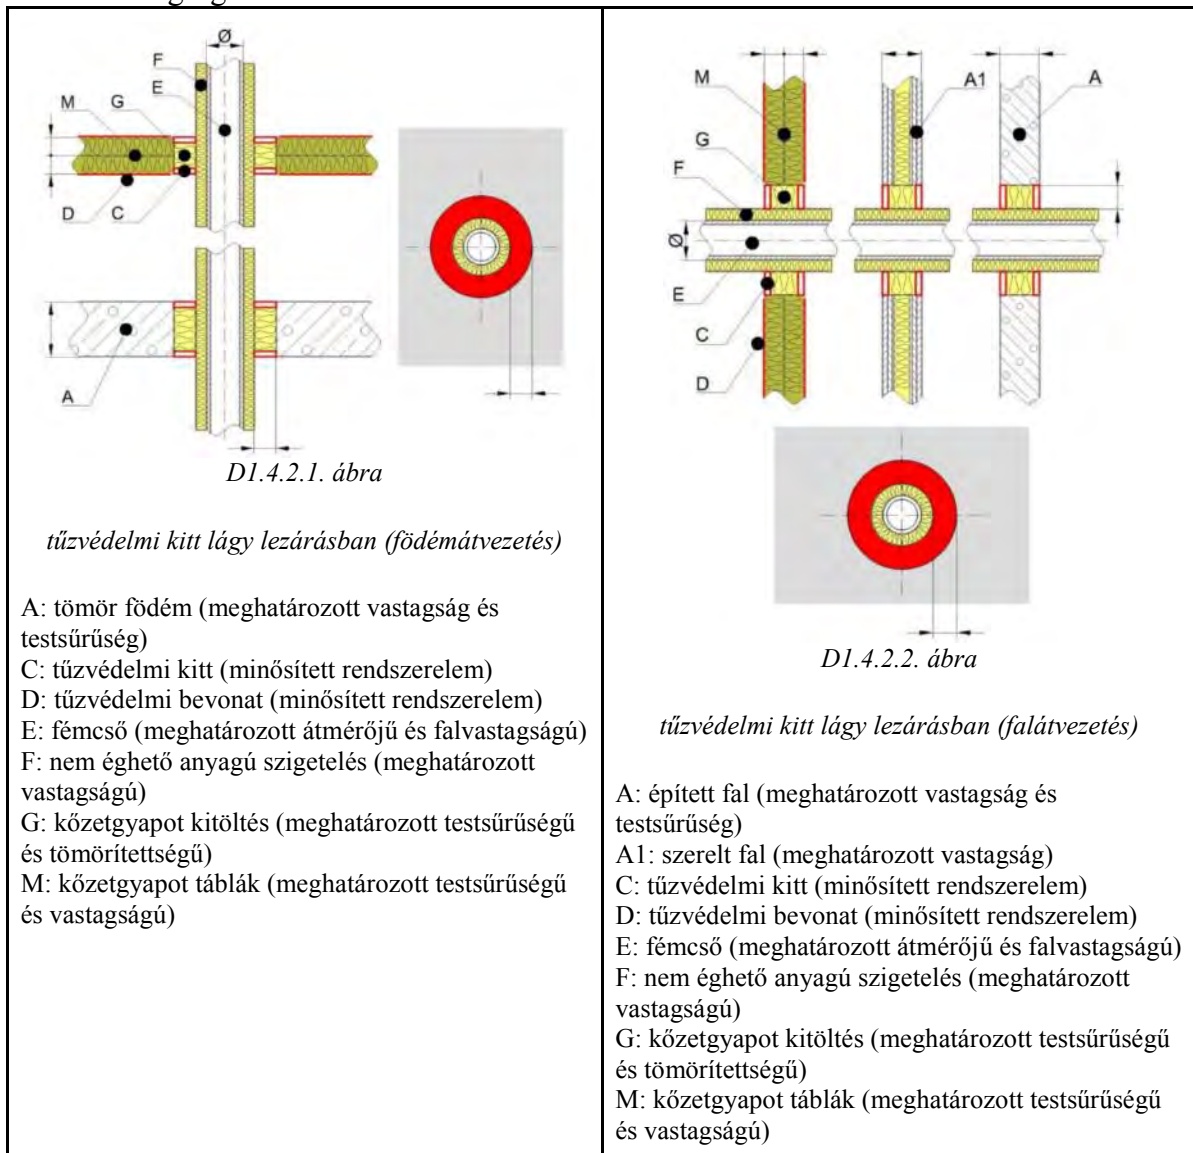 Ø
F
E
M
G
D
C
A
D1.4.2.1. ábra
tűzvédelmi kitt lágy lezárásban (födémátvezetés)
A: tömör födém (meghatározott vastagság és
testsűrűség)
C: tűzvédelmi kitt (minősített rendszerelem)
D: tűzvédelmi bevonat (minősített rendszerelem)
E: fémcső (meghatározott átmérőjű és falvastagságú)
F: nem éghető anyagú szigetelés (meghatározott
vastagságú)
G: kőzetgyapot kitöltés (meghatározott testsűrűségű
és tömörítettségű)
M: kőzetgyapot táblák (meghatározott testsűrűségű
és vastagságú)
M
A1
A
G
F
Ø
E
C
D
D1.4.2.2. ábra
tűzvédelmi kitt lágy lezárásban (falátvezetés)
A: épített fal (meghatározott vastagság és
testsűrűség)
A1: szerelt fal (meghatározott vastagság)
C: tűzvédelmi kitt (minősített rendszerelem)
D: tűzvédelmi bevonat (minősített rendszerelem)
E: fémcső (meghatározott átmérőjű és falvastagságú)
F: nem éghető anyagú szigetelés (meghatározott
vastagságú)
G: kőzetgyapot kitöltés (meghatározott testsűrűségű
és tömörítettségű)
M: kőzetgyapot táblák (meghatározott testsűrűségű
és vastagságú)